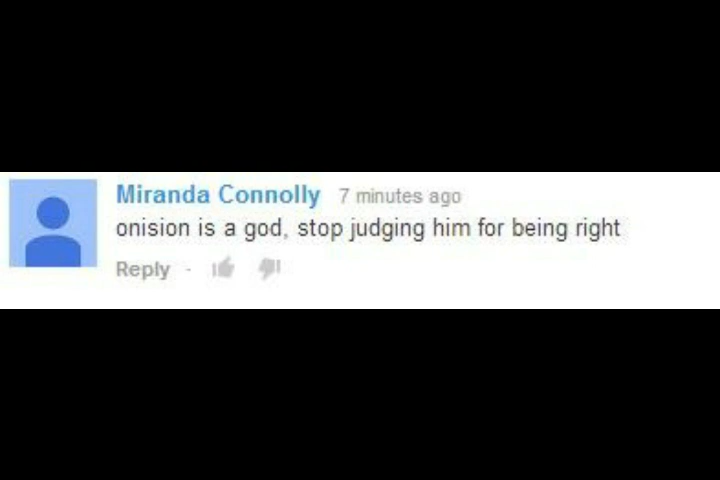 Miranda Connolly 7 minutes ago
onision is a god, stop judging him for being right
Reply ·